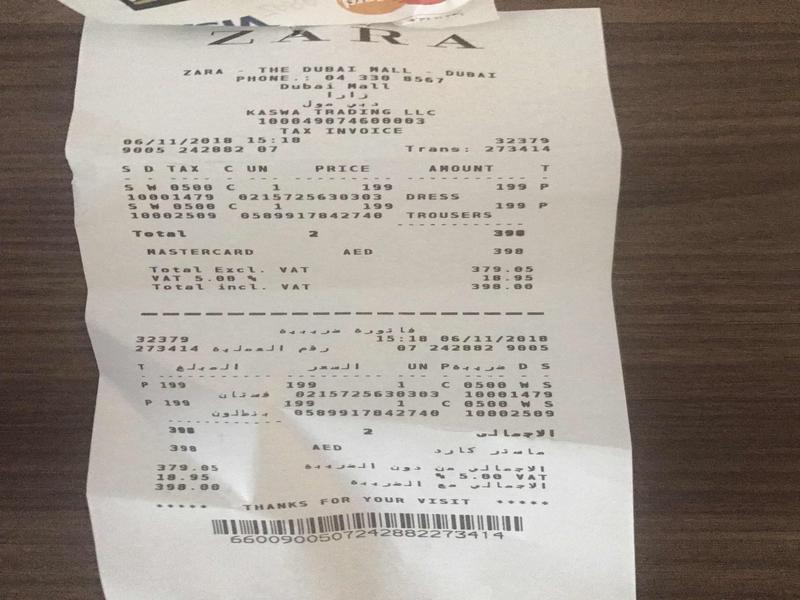 VISA
ZARA
ZARA - THE DUBAI MALL - DUBAI
PHONE.: 04 330 8567
Dubai Mall
زارا
دبي مول
KASWA TRADING LLC
100049074600003
TAX INVOICE
06/11/2018 15:18 32379
9005 242882 07 Trans: 273414
S D TAX C UN PRICE AMOUNT T
S W 0500 C 1 199 199 P
10001479 0215725630303 DRESS
S W 0500 C 1 199 199 P
10002509 0589917842740 TROUSERS
Total 2 398
MASTERCARD AED 398
Total Excl. VAT 379.05
VAT 5.00 % 18.95
Total incl. VAT 398.00
فاتورة ضريبية
32379 15:18 06/11/2018
273414 رقم العملية 07 242882 9005
T المبلغ السعر UN P ضريبة D S
P 199 199 1 C 0500 W S
فستان 0215725630303 10001479
P 199 199 1 C 0500 W S
بنطلون 0589917842740 10002509
398 2 الاجمالي
398 AED ماستر كارد
379.05 الاجمالي من دون الضريبة
18.95 % 5.00 VAT
398.00 الاجمالي مع الضريبة
***** THANKS FOR YOUR VISIT *****
66009005072428822273414